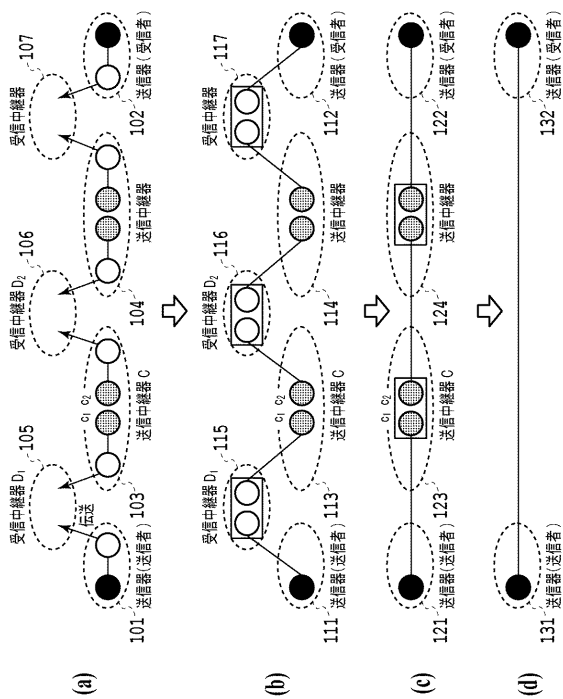 (a)
受信中継器 D₁
105
受信中継器 D₂
106
受信中継器
107
伝送
c₁ c₂
101
送信器(送信者)
103
送信中継器 C
104
送信中継器
102
送信器(受信者)
(b)
受信中継器 D₁
115
受信中継器 D₂
116
受信中継器
117
c₁ c₂
111
送信器(送信者)
113
送信中継器 C
114
送信中継器
112
送信器(受信者)
(c)
c₁ c₂
121
送信器(送信者)
123
送信中継器 C
124
送信中継器
122
送信器(受信者)
(d)
131
送信器(送信者)
132
送信器(受信者)